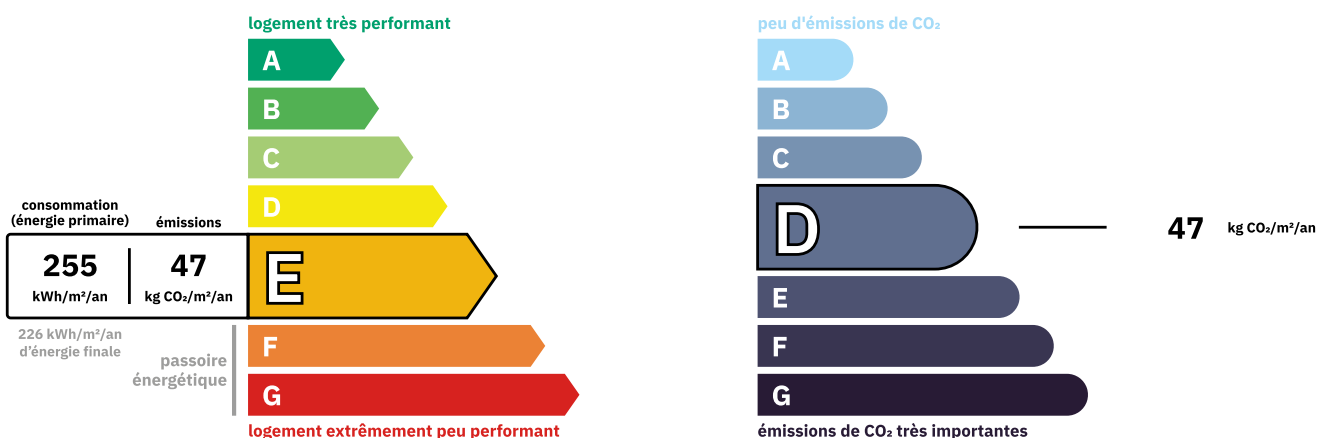 logement très performant
A
B
C
D
consommation
(énergie primaire)
émissions
255
kWh/m²/an
47
kg CO₂/m²/an
E
226 kWh/m²/an
d'énergie finale
passoire
énergétique
F
G
logement extrêmement peu performant
peu d'émissions de CO₂
A
B
C
D
47 kg CO₂/m²/an
E
F
G
émissions de CO₂ très importantes